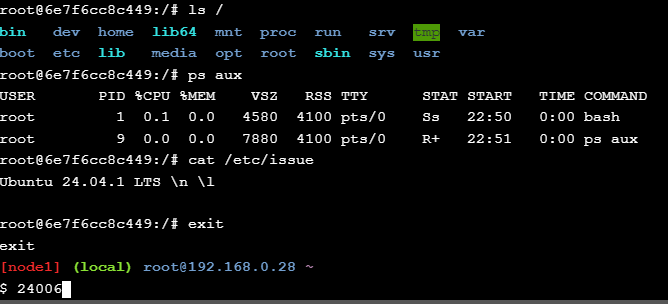 root@6e7f6cc8c449:/# ls /
bin   dev  home  lib64  mnt  proc  run   srv  tmp  var
boot  etc  lib   media  opt  root  sbin  sys  usr
root@6e7f6cc8c449:/# ps aux
USER       PID %CPU %MEM    VSZ   RSS TTY      STAT START   TIME COMMAND
root         1  0.1  0.0   4580  4100 pts/0    Ss   22:50   0:00 bash
root         9  0.0  0.0   7880  4100 pts/0    R+   22:51   0:00 ps aux
root@6e7f6cc8c449:/# cat /etc/issue
Ubuntu 24.04.1 LTS \n \l
root@6e7f6cc8c449:/# exit
exit
[node1] (local) root@192.168.0.28 ~
$ 24006